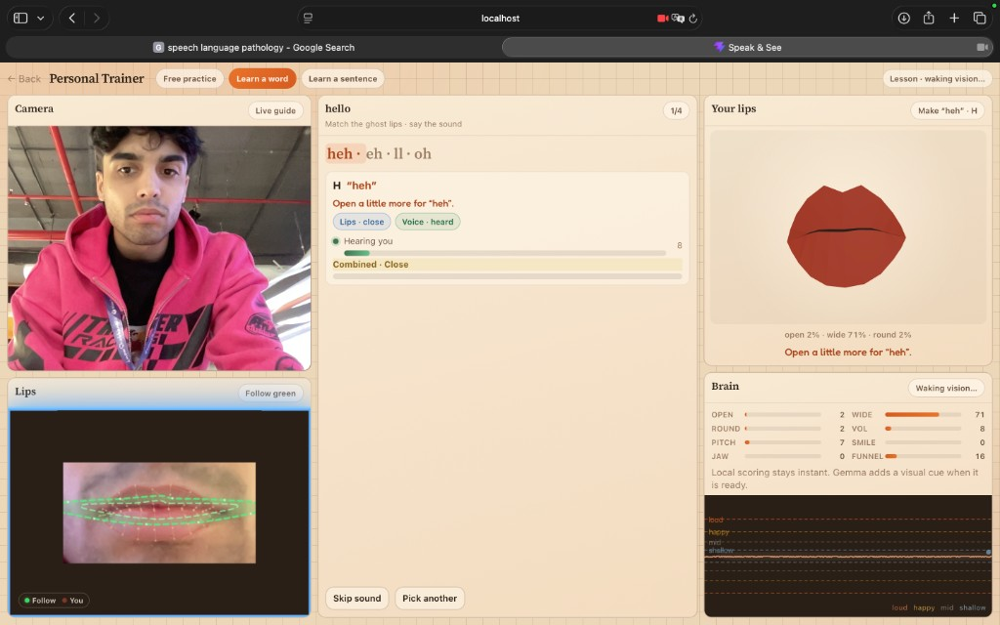 localhost
speech language pathology - Google Search
Speak & See
← Back
Personal Trainer
Free practice
Learn a word
Learn a sentence
Lesson · waking vision...
Camera
Live guide
hello
Match the ghost lips · say the sound
1/4
heh · eh · ll · oh
H "heh"
Open a little more for "heh".
Lips · close
Voice · heard
Hearing you
8
Combined · Close
Skip sound
Pick another
Lips
Follow green
Follow
You
Your lips
Make "heh" · H
open 2% · wide 71% · round 2%
Open a little more for "heh".
Brain
Waking vision...
OPEN 2 WIDE 71
ROUND 2 VOL 8
PITCH 7 SMILE 0
JAW 0 FUNNEL 16
Local scoring stays instant. Gemma adds a visual cue when it
is ready.
loud
happy
mid
shallow
loud happy mid shallow